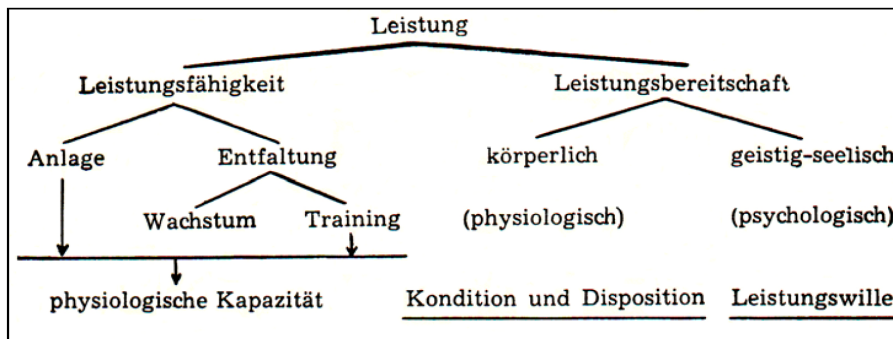 Leistung
Leistungsfähigkeit Leistungsbereitschaft
Anlage Entfaltung körperlich geistig-seelisch
Wachstum Training (physiologisch) (psychologisch)
physiologische Kapazität Kondition und Disposition Leistungswille